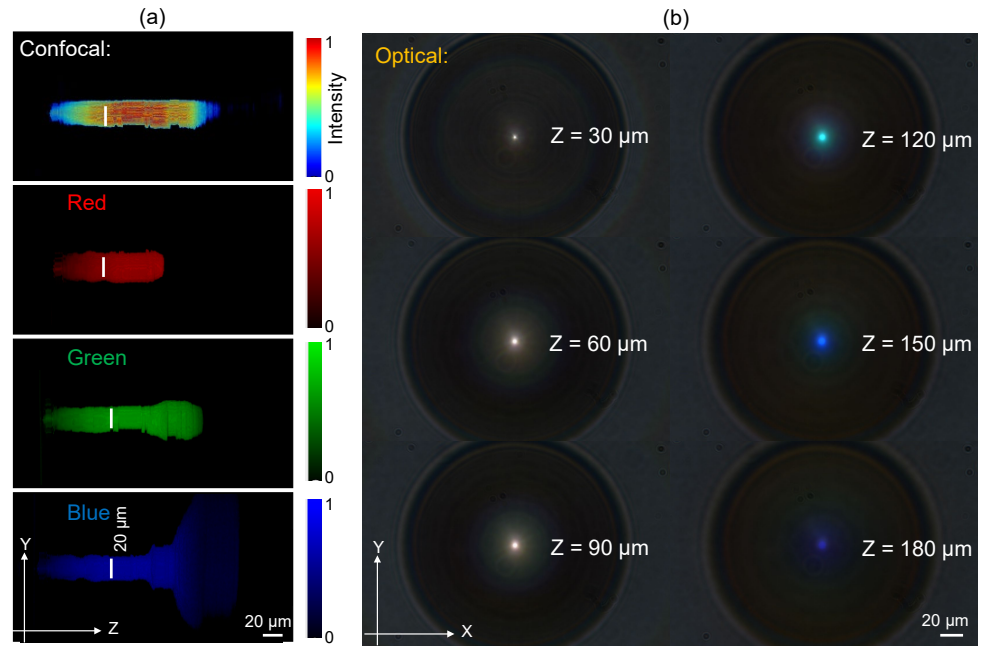 (a)
Confocal:
1
Intensity
0
Red
1
0
Green
1
0
Blue
20 µm
1
0
Y
Z
20 µm
(b)
Optical:
Z = 30 µm
Z = 120 µm
Z = 60 µm
Z = 150 µm
Z = 90 µm
Z = 180 µm
Y
X
20 µm